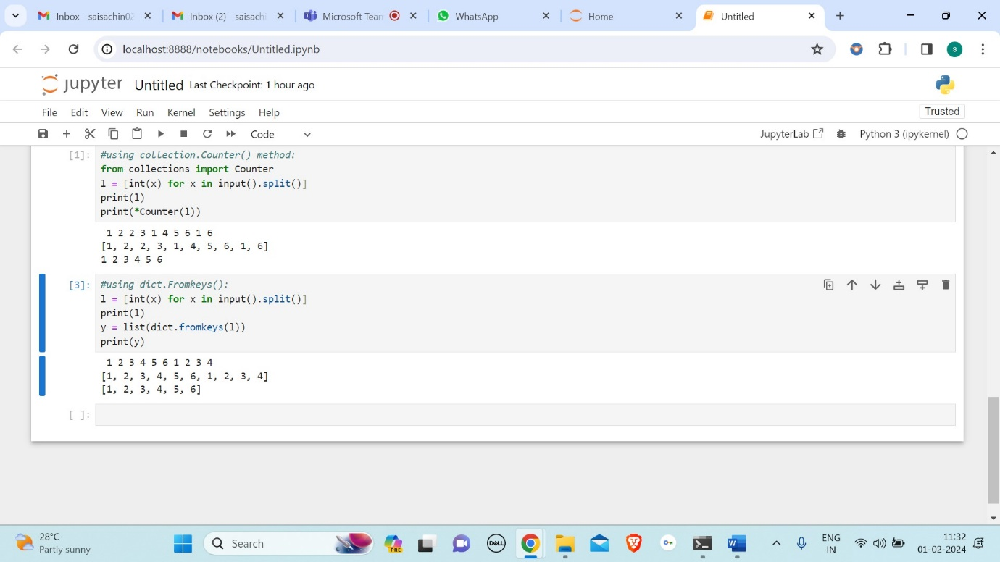 Inbox - saisachin02
Inbox (2) - saisachi
Microsoft Team
WhatsApp
Home
Untitled
localhost:8888/notebooks/Untitled.ipynb
s
jupyter Untitled Last Checkpoint: 1 hour ago
File Edit View Run Kernel Settings Help
Trusted
Code
JupyterLab
Python 3 (ipykernel)
[1]: #using collection.Counter() method:
from collections import Counter
l = [int(x) for x in input().split()]
print(l)
print(*Counter(l))
1 2 2 3 1 4 5 6 1 6
[1, 2, 2, 3, 1, 4, 5, 6, 1, 6]
1 2 3 4 5 6
[3]: #using dict.Fromkeys():
l = [int(x) for x in input().split()]
print(l)
y = list(dict.fromkeys(l))
print(y)
1 2 3 4 5 6 1 2 3 4
[1, 2, 3, 4, 5, 6, 1, 2, 3, 4]
[1, 2, 3, 4, 5, 6]
[ ]:
28°C
Partly sunny
Search
PRE
DELL
W
ENG
IN
11:32
01-02-2024